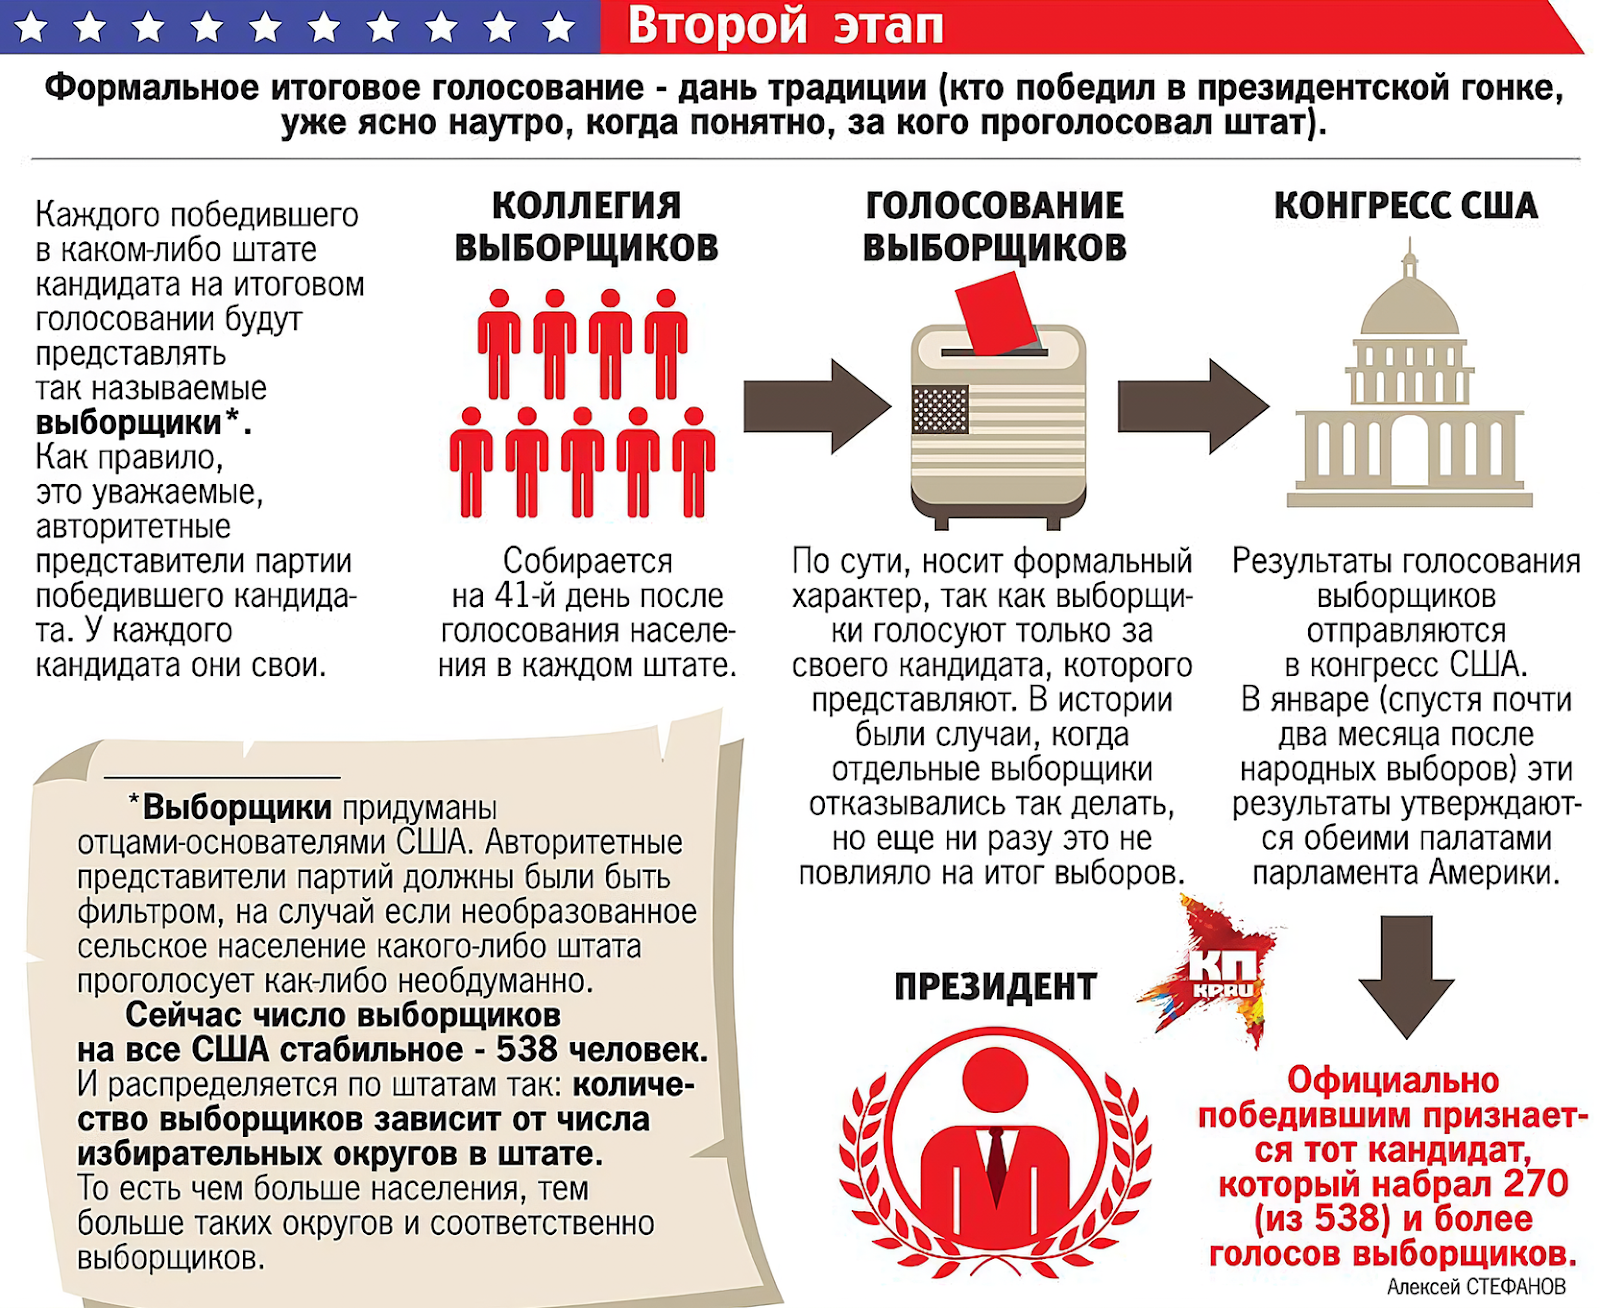 Второй этап
Формальное итоговое голосование - дань традиции (кто победил в президентской гонке,
уже ясно наутро, когда понятно, за кого проголосовал штат).
Каждого победившего
в каком-либо штате
кандидата на итоговом
голосовании будут
представлять
так называемые
выборщики*.
Как правило,
это уважаемые,
авторитетные
представители партии
победившего кандида-
та. У каждого
кандидата они свои.
КОЛЛЕГИЯ
ВЫБОРЩИКОВ
Собирается
на 41-й день после
голосования населе-
ния в каждом штате.
ГОЛОСОВАНИЕ
ВЫБОРЩИКОВ
По сути, носит формальный
характер, так как выборщи-
ки голосуют только за
своего кандидата, которого
представляют. В истории
были случаи, когда
отдельные выборщики
отказывались так делать,
но еще ни разу это не
повлияло на итог выборов.
КОНГРЕСС США
Результаты голосования
выборщиков
отправляются
в конгресс США.
В январе (спустя почти
два месяца после
народных выборов) эти
результаты утверждают-
ся обеими палатами
парламента Америки.
*Выборщики придуманы
отцами-основателями США. Авторитетные
представители партий должны были быть
фильтром, на случай если необразованное
сельское население какого-либо штата
проголосует как-либо необдуманно.
Сейчас число выборщиков
на все США стабильное - 538 человек.
И распределяется по штатам так: количе-
ство выборщиков зависит от числа
избирательных округов в штате.
То есть чем больше населения, тем
больше таких округов и соответственно
выборщиков.
ПРЕЗИДЕНТ
КП
KP.RU
Официально
победившим признает-
ся тот кандидат,
который набрал 270
(из 538) и более
голосов выборщиков.
Алексей СТЕФАНОВ